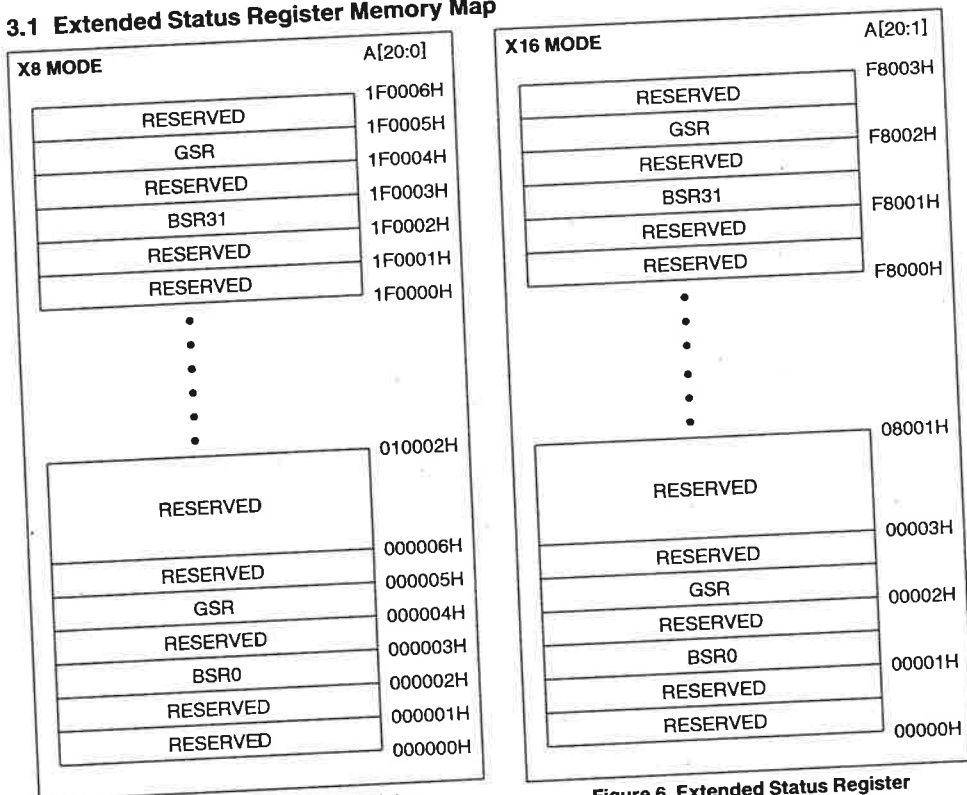 3.1 Extended Status Register Memory Map
X8 MODE A[20:0]
1F0006H
RESERVED
1F0005H
GSR
1F0004H
RESERVED
1F0003H
BSR31
1F0002H
RESERVED
1F0001H
RESERVED
1F0000H
010002H
RESERVED
000006H
RESERVED
000005H
GSR
000004H
RESERVED
000003H
BSR0
000002H
RESERVED
000001H
RESERVED
000000H
X16 MODE A[20:1]
F8003H
RESERVED
GSR
F8002H
RESERVED
BSR31
F8001H
RESERVED
RESERVED
F8000H
08001H
RESERVED
00003H
RESERVED
GSR
00002H
RESERVED
BSR0
00001H
RESERVED
RESERVED
00000H
Figure 6. Extended Status Register